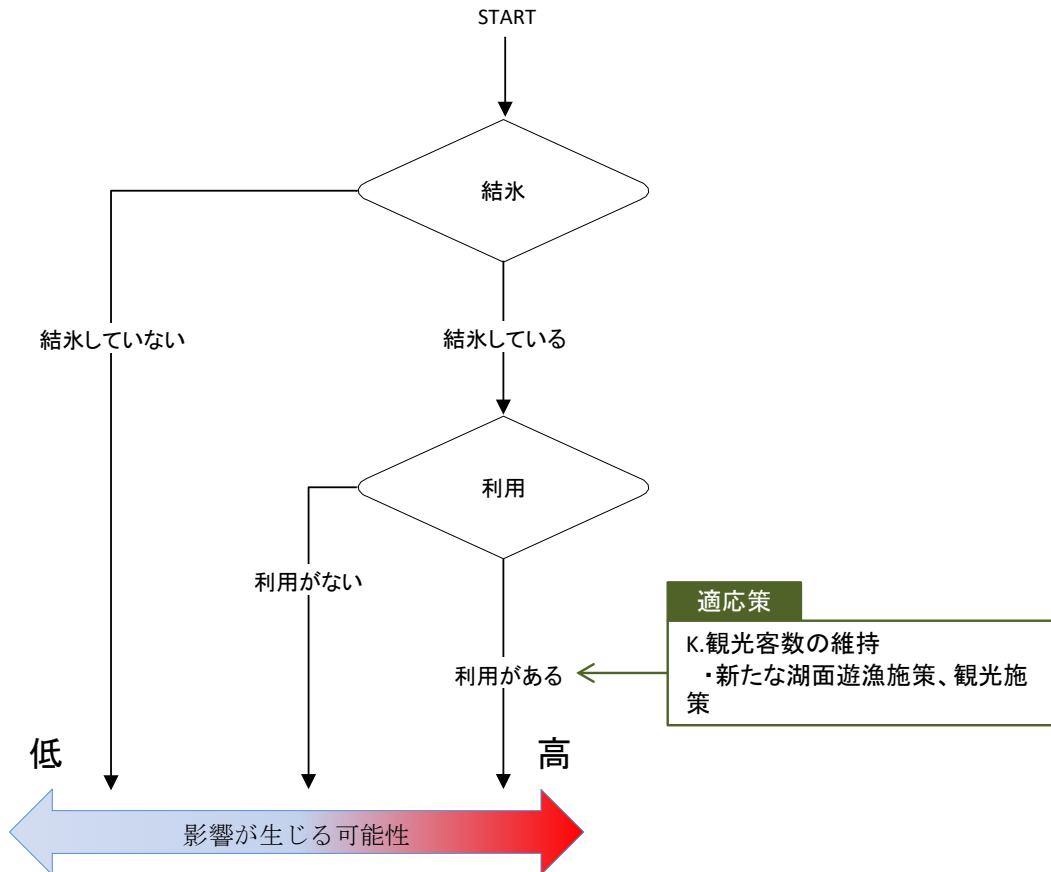 START
結氷
結氷していない
結氷している
利用
利用がない
利用がある
適応策
K.観光客数の維持
・新たな湖面遊漁施策、観光施
策
低
高
影響が生じる可能性